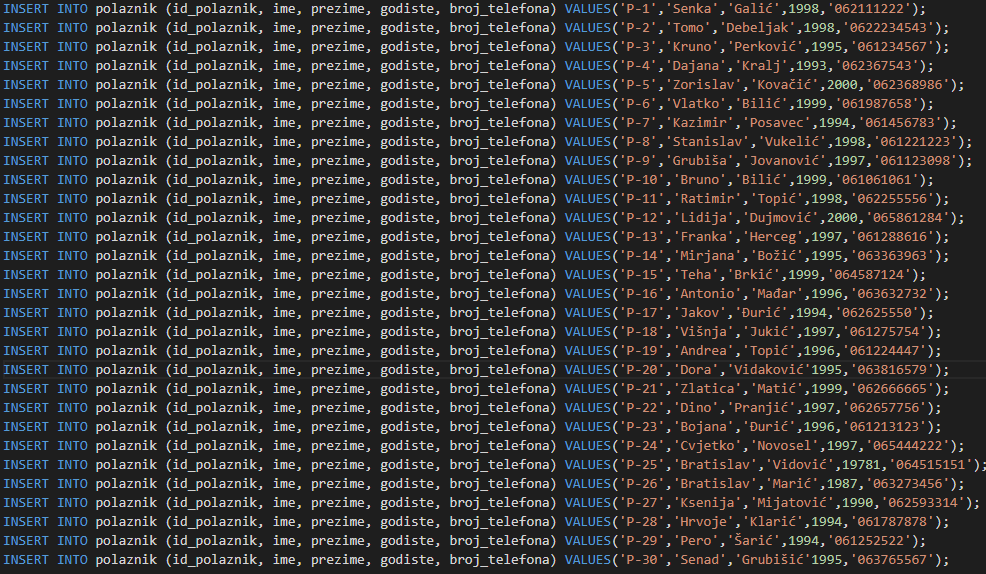 INSERT INTO polaznik (id_polaznik, ime, prezime, godiste, broj_telefona) VALUES('P-1','Senka','Galić',1998,'062111222');
INSERT INTO polaznik (id_polaznik, ime, prezime, godiste, broj_telefona) VALUES('P-2','Tomo','Debeljak',1998,'0622234543');
INSERT INTO polaznik (id_polaznik, ime, prezime, godiste, broj_telefona) VALUES('P-3','Kruno','Perković',1995,'061234567');
INSERT INTO polaznik (id_polaznik, ime, prezime, godiste, broj_telefona) VALUES('P-4','Dajana','Kralj',1993,'062367543');
INSERT INTO polaznik (id_polaznik, ime, prezime, godiste, broj_telefona) VALUES('P-5','Zorislav','Kovačić',2000,'062368986');
INSERT INTO polaznik (id_polaznik, ime, prezime, godiste, broj_telefona) VALUES('P-6','Vlatko','Bilić',1999,'061987658');
INSERT INTO polaznik (id_polaznik, ime, prezime, godiste, broj_telefona) VALUES('P-7','Kazimir','Posavec',1994,'061456783');
INSERT INTO polaznik (id_polaznik, ime, prezime, godiste, broj_telefona) VALUES('P-8','Stanislav','Vukelić',1998,'061221223');
INSERT INTO polaznik (id_polaznik, ime, prezime, godiste, broj_telefona) VALUES('P-9','Grubiša','Jovanović',1997,'061123098');
INSERT INTO polaznik (id_polaznik, ime, prezime, godiste, broj_telefona) VALUES('P-10','Bruno','Bilić',1999,'061061061');
INSERT INTO polaznik (id_polaznik, ime, prezime, godiste, broj_telefona) VALUES('P-11','Ratimir','Topić',1998,'062255556');
INSERT INTO polaznik (id_polaznik, ime, prezime, godiste, broj_telefona) VALUES('P-12','Lidija','Dujmović',2000,'065861284');
INSERT INTO polaznik (id_polaznik, ime, prezime, godiste, broj_telefona) VALUES('P-13','Franka','Herceg',1997,'061288616');
INSERT INTO polaznik (id_polaznik, ime, prezime, godiste, broj_telefona) VALUES('P-14','Mirjana','Božić',1995,'063363963');
INSERT INTO polaznik (id_polaznik, ime, prezime, godiste, broj_telefona) VALUES('P-15','Teha','Brkić',1999,'064587124');
INSERT INTO polaznik (id_polaznik, ime, prezime, godiste, broj_telefona) VALUES('P-16','Antonio','Mađar',1996,'063632732');
INSERT INTO polaznik (id_polaznik, ime, prezime, godiste, broj_telefona) VALUES('P-17','Jakov','Đurić',1994,'062625550');
INSERT INTO polaznik (id_polaznik, ime, prezime, godiste, broj_telefona) VALUES('P-18','Višnja','Jukić',1997,'061275754');
INSERT INTO polaznik (id_polaznik, ime, prezime, godiste, broj_telefona) VALUES('P-19','Andrea','Topić',1996,'061224447');
INSERT INTO polaznik (id_polaznik, ime, prezime, godiste, broj_telefona) VALUES('P-20','Dora','Vidaković'1995,'063816579');
INSERT INTO polaznik (id_polaznik, ime, prezime, godiste, broj_telefona) VALUES('P-21','Zlatica','Matić',1999,'062666665');
INSERT INTO polaznik (id_polaznik, ime, prezime, godiste, broj_telefona) VALUES('P-22','Dino','Pranjić',1997,'062657756');
INSERT INTO polaznik (id_polaznik, ime, prezime, godiste, broj_telefona) VALUES('P-23','Bojana','Đurić',1996,'061213123');
INSERT INTO polaznik (id_polaznik, ime, prezime, godiste, broj_telefona) VALUES('P-24','Cvjetko','Novosel',1997,'065444222');
INSERT INTO polaznik (id_polaznik, ime, prezime, godiste, broj_telefona) VALUES('P-25','Bratislav','Vidović',19781,'064515151');
INSERT INTO polaznik (id_polaznik, ime, prezime, godiste, broj_telefona) VALUES('P-26','Bratislav','Marić',1987,'063273456');
INSERT INTO polaznik (id_polaznik, ime, prezime, godiste, broj_telefona) VALUES('P-27','Ksenija','Mijatović',1990,'062593314');
INSERT INTO polaznik (id_polaznik, ime, prezime, godiste, broj_telefona) VALUES('P-28','Hrvoje','Klarić',1994,'061787878');
INSERT INTO polaznik (id_polaznik, ime, prezime, godiste, broj_telefona) VALUES('P-29','Pero','Šarić',1994,'061252522');
INSERT INTO polaznik (id_polaznik, ime, prezime, godiste, broj_telefona) VALUES('P-30','Senad','Grubišić'1995,'063765567');